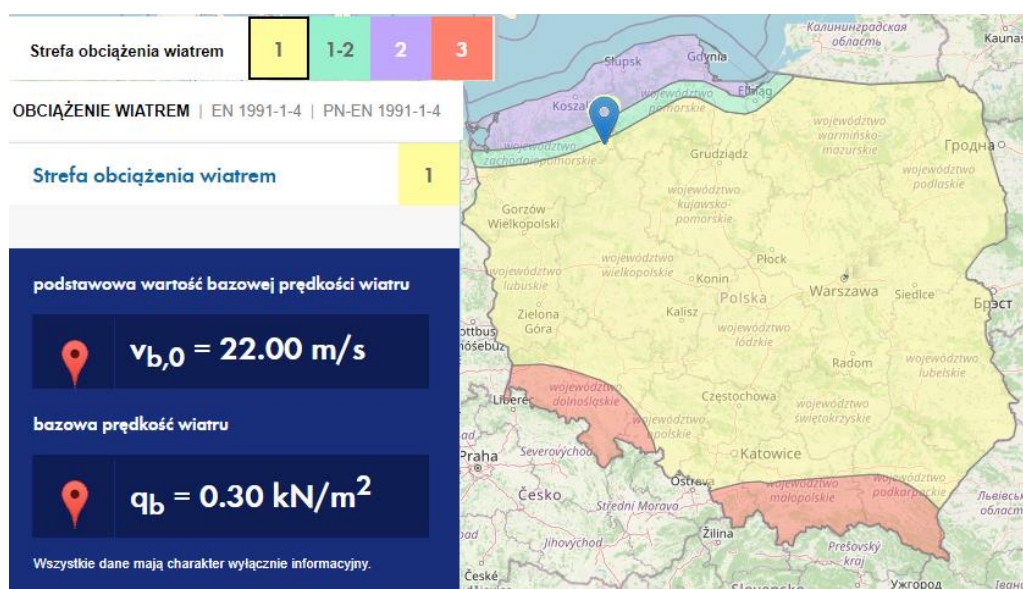 Strefa obciążenia wiatrem 1 1-2 2 3
OBCIĄŻENIE WIATREM | EN 1991-1-4 | PN-EN 1991-1-4
Strefa obciążenia wiatrem 1
podstawowa wartość bazowej prędkości wiatru
vb,0 = 22.00 m/s
bazowa prędkość wiatru
qb = 0.30 kN/m2
Wszystkie dane mają charakter wyłącznie informacyjny.
Калининградская
область
Kaunas
Słupsk
Gdynia
Elbląg
województwo
pomorskie
województwo
zachodniopomorskie
województwo
warmińsko-
mazurskie
Гродна
Grudziądz
województwo
podlaskie
województwo
kujawsko-
pomorskie
Gorzów
Wielkopolski
Płock
województwo
wielkopolskie
Konin
województwo
lubuskie
Polska
Warszawa
Siedlce
Брэст
Zielona
Góra
Kalisz
województwo
łódzkie
Radom
województwo
lubelskie
Liberec
województwo
dolnośląskie
Częstochowa
województwo
świętokrzyskie
Praha
Severovýchod
Katowice
Ostrava
województwo
małopolskie
województwo
podkarpackie
Česko
Střední Morava
Jihovýchod
Žilina
Prešovský
kraj
České
Ужгород